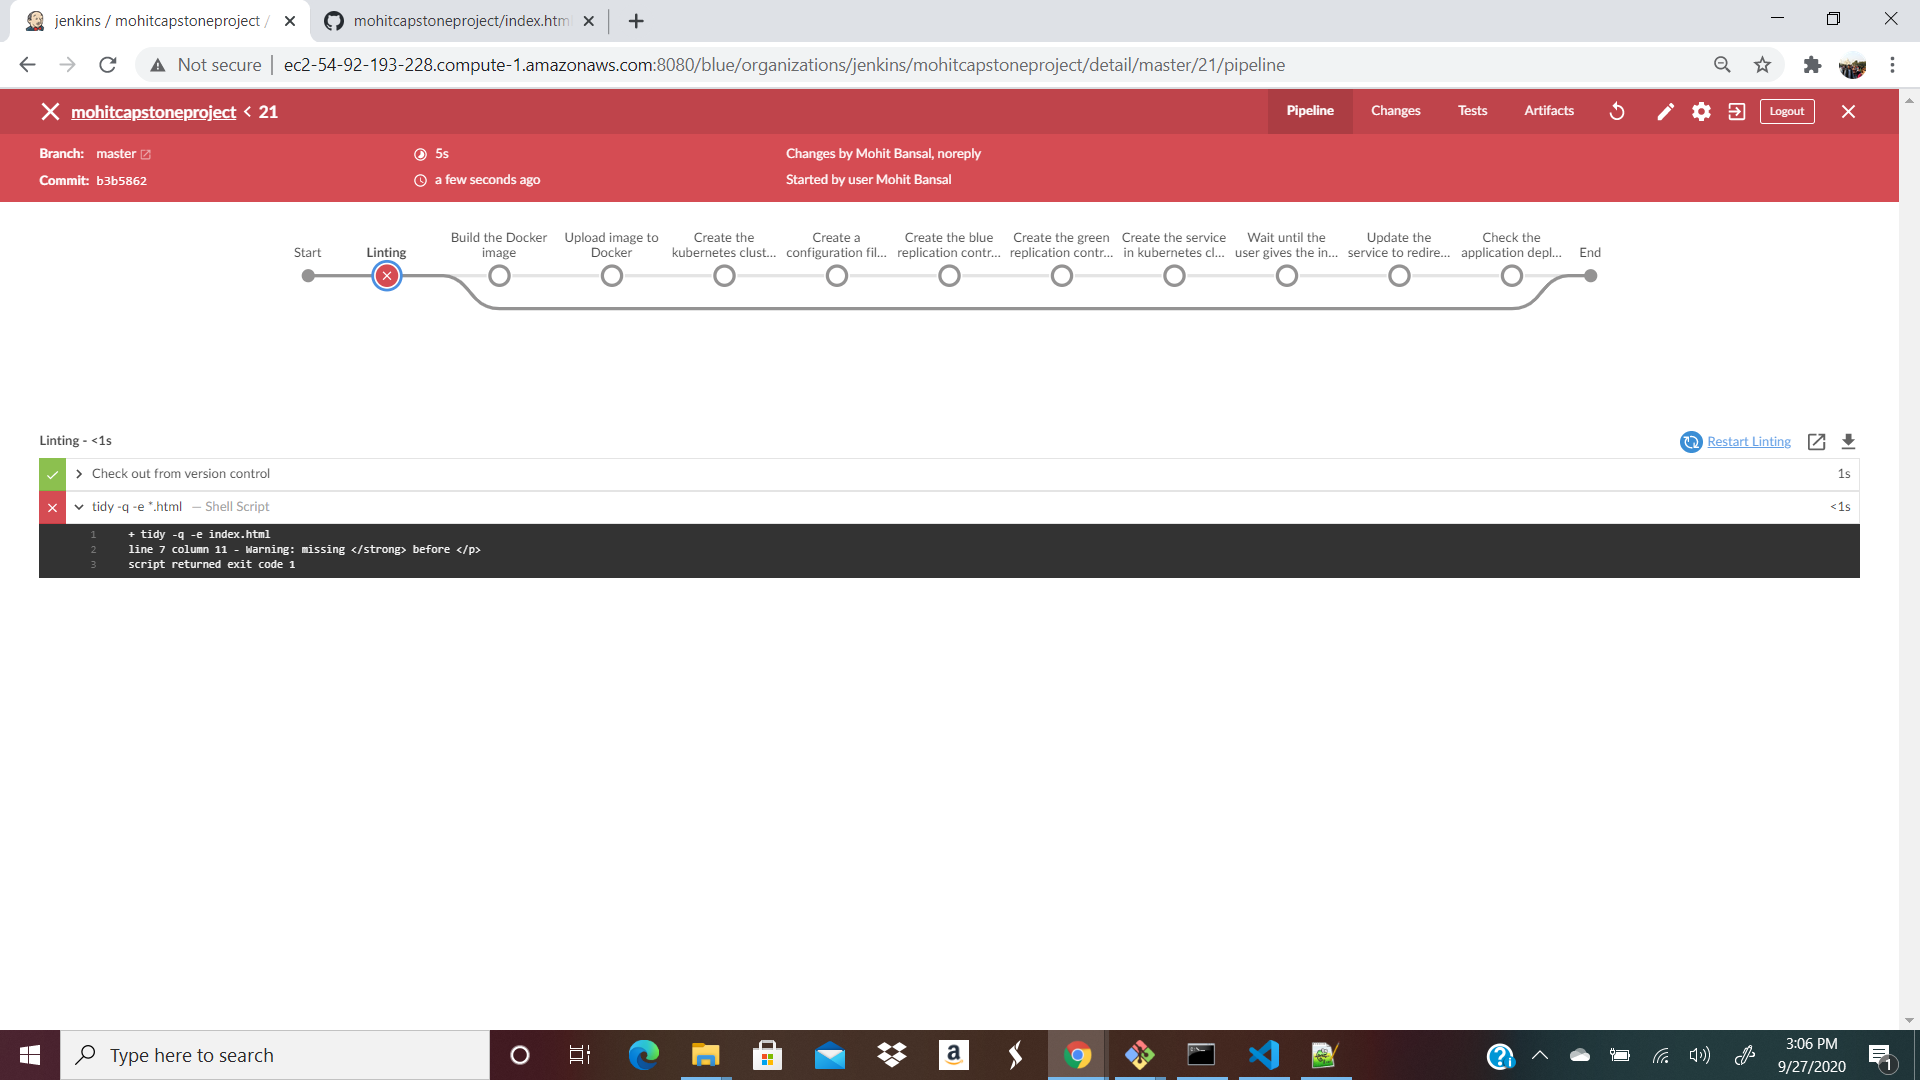 jenkins / mohitcapstoneproject /
mohitcapstoneproject/index.htm
Not secure
ec2-54-92-193-228.compute-1.amazonaws.com:8080/blue/organizations/jenkins/mohitcapstoneproject/detail/master/21/pipeline
mohitcapstoneproject < 21
Pipeline Changes Tests Artifacts Logout
Branch: master 5s Changes by Mohit Bansal, noreply
Commit: b3b5862 a few seconds ago Started by user Mohit Bansal
Start
Linting
Build the Docker
image
Upload image to
Docker
Create the
kubernetes clust...
Create a
configuration fil...
Create the blue
replication contr...
Create the green
replication contr...
Create the service
in kubernetes cl...
Wait until the
user gives the in...
Update the
service to redire...
Check the
application depl...
End
Linting - <1s
Restart Linting
Check out from version control 1s
tidy -q -e *.html — Shell Script <1s
1 + tidy -q -e index.html
2 line 7 column 11 - Warning: missing </strong> before </p>
3 script returned exit code 1
Type here to search
3:06 PM
9/27/2020
1